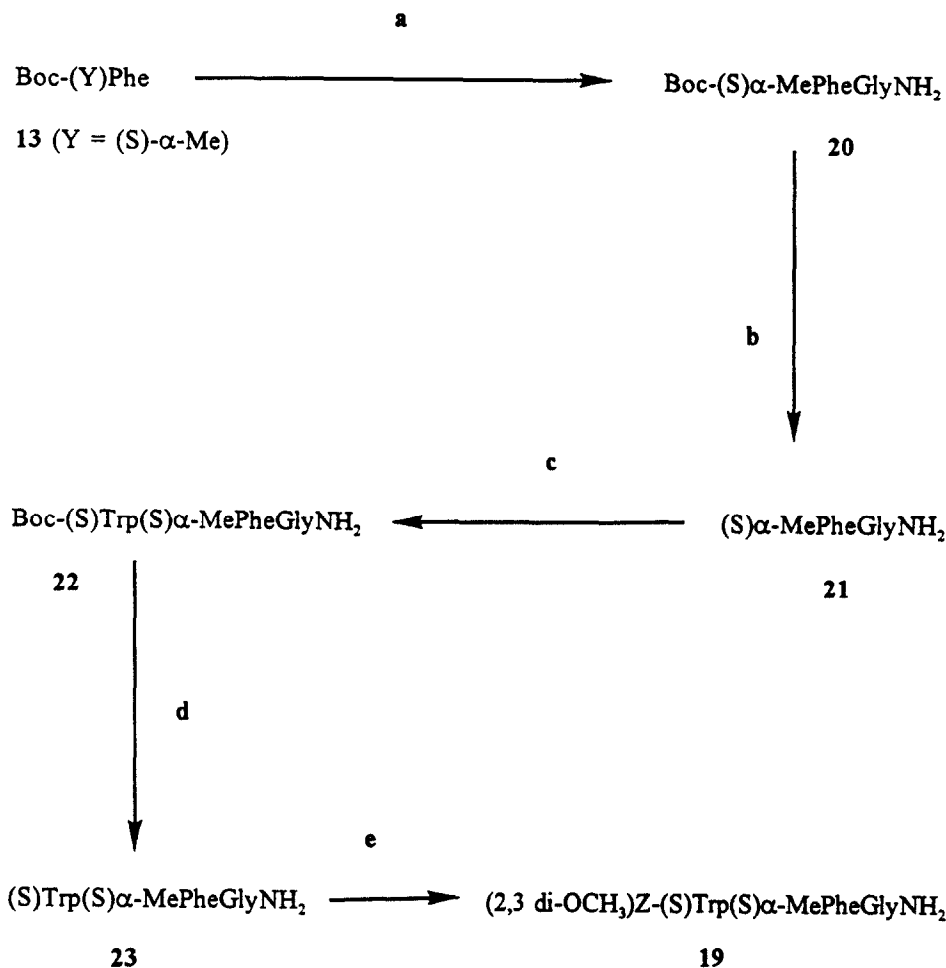 a
Boc-(Y)Phe
Boc-(S)α-MePheGlyNH₂
13 (Y = (S)-α-Me)
20
b
c
Boc-(S)Trp(S)α-MePheGlyNH₂
(S)α-MePheGlyNH₂
22
21
d
e
(S)Trp(S)α-MePheGlyNH₂
(2,3 di-OCH₃)Z-(S)Trp(S)α-MePheGlyNH₂
23
19